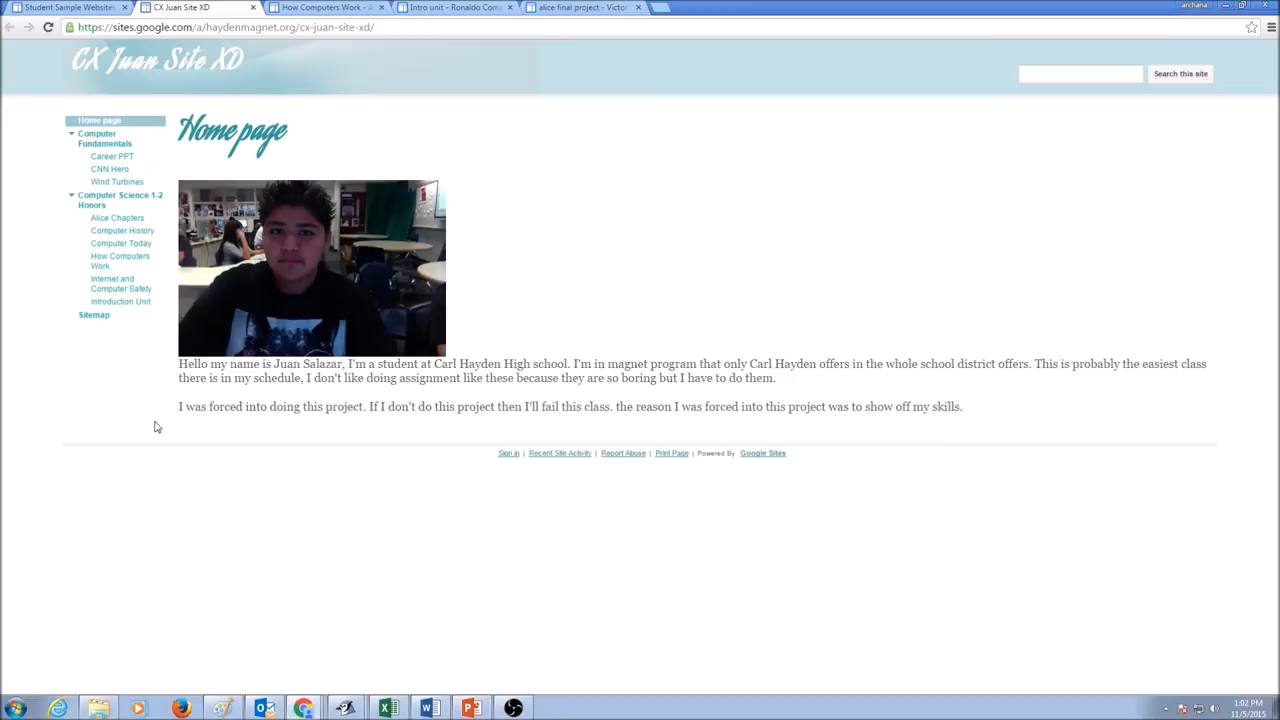 Student Sample Websites
CX Juan Site XD
How Computers Work - A
Intro unit - Ronaldo Com
alice final project - Victor
archana
https://sites.google.com/a/haydenmagnet.org/cx-juan-site-xd/
CX Juan Site XD
Search this site
Home page
Computer
Fundamentals
Career PPT
CNN Hero
Wind Turbines
Computer Science 1-2
Honors
Alice Chapters
Computer History
Computer Today
How Computers
Work
Internet and
Computer Safety
Introduction Unit
Sitemap
Home page
Hello my name is Juan Salazar, I'm a student at Carl Hayden High school. I'm in magnet program that only Carl Hayden offers in the whole school district offers. This is probably the easiest class
there is in my schedule, I don't like doing assignment like these because they are so boring but I have to do them.
I was forced into doing this project. If I don't do this project then I'll fail this class. the reason I was forced into this project was to show off my skills.
Sign in | Recent Site Activity | Report Abuse | Print Page | Powered By Google Sites
1:02 PM
11/5/2015